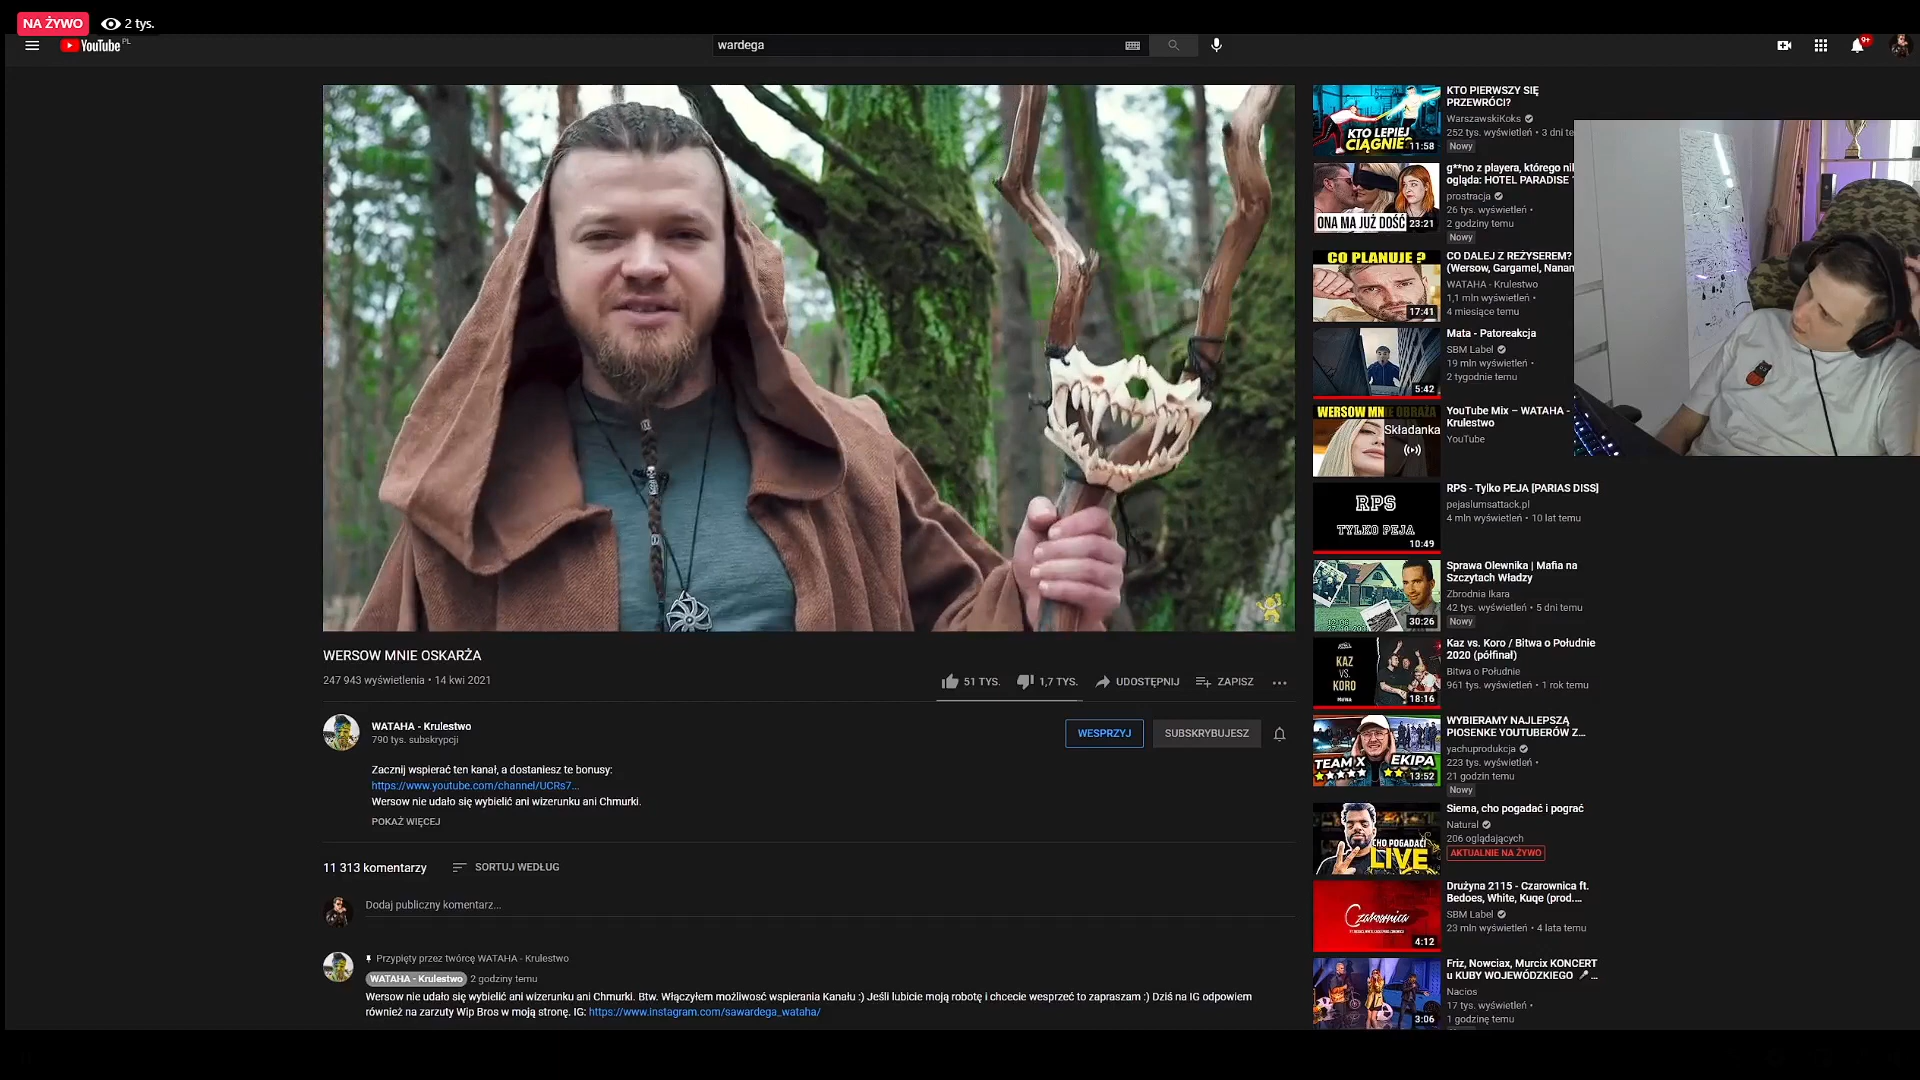 NA ŻYWO
2 tys.
YouTube PL
wardega
9+
WERSOW MNIE OSKARŻA
247 943 wyświetlenia • 14 kwi 2021
51 TYS.
1,7 TYS.
UDOSTĘPNIJ
ZAPISZ
WATAHA - Krulestwo
790 tys. subskrypcji
WESPRZYJ
SUBSKRYBUJESZ
Zacznij wspierać ten kanał, a dostaniesz te bonusy:
https://www.youtube.com/channel/UCRs7...
Wersow nie udało się wybielić ani wizerunku ani Chmurki.
POKAŻ WIĘCEJ
11 313 komentarzy
SORTUJ WEDŁUG
Dodaj publiczny komentarz...
Przypięty przez twórcę WATAHA - Krulestwo
WATAHA - Krulestwo 2 godziny temu
Wersow nie udało się wybielić ani wizerunku ani Chmurki. Btw. Włączyłem możliwość wspierania Kanału :) Jeśli lubicie moją robotę i chcecie wesprzeć to zapraszam :) Dziś na IG odpowiem
również na zarzuty Wip Bros w moją stronę. IG: https://www.instagram.com/sawardega_wataha/
KTO LEPIEJ
CIĄGNIE?
11:58
KTO PIERWSZY SIĘ
PRZEWRÓCI?
WarszawskiKoks
252 tys. wyświetleń • 3 dni te
Nowy
ONA MA JUŻ DOŚĆ
23:21
g**no z playera, którego nik
ogląda: HOTEL PARADISE
prostracja
26 tys. wyświetleń •
2 godziny temu
Nowy
CO PLANUJE ?
17:41
CO DALEJ Z REŻYSEREM?
(Wersow, Gargamel, Nanan
WATAHA - Krulestwo
1,1 mln wyświetleń •
4 miesiące temu
5:42
Mata - Patoreakcja
SBM Label
19 mln wyświetleń •
2 tygodnie temu
WERSOW MNIE OBRAŻA
Składanka
YouTube Mix – WATAHA -
Krulestwo
YouTube
RPS
TYLKO PEJA
10:49
RPS - Tylko PEJA [PARIAS DISS]
pejaslumsattack.pl
4 mln wyświetleń • 10 lat temu
30:26
Sprawa Olewnika | Mafia na
Szczytach Władzy
Zbrodnia Ikara
42 tys. wyświetleń • 5 dni temu
Nowy
KAZ
VS.
KORO
18:16
Kaz vs. Koro / Bitwa o Południe
2020 (półfinał)
Bitwa o Południe
961 tys. wyświetleń • 1 rok temu
TEAM X
EKIPA
13:52
WYBIERAMY NAJLEPSZĄ
PIOSENKE YOUTUBERÓW Z...
yachuprodukcja
223 tys. wyświetleń •
21 godzin temu
Nowy
CHO POGADAĆ!
LIVE
Siema, cho pogadać i pograć
Natural
206 oglądających
AKTUALNIE NA ŻYWO
Czarownica
4:12
Drużyna 2115 - Czarownica ft.
Bedoes, White, Kuqe (prod....
SBM Label
23 mln wyświetleń • 4 lata temu
3:06
Friz, Nowciax, Murcix KONCERT
u KUBY WOJEWÓDZKIEGO 🎤...
Nacios
17 tys. wyświetleń •
1 godzinę temu